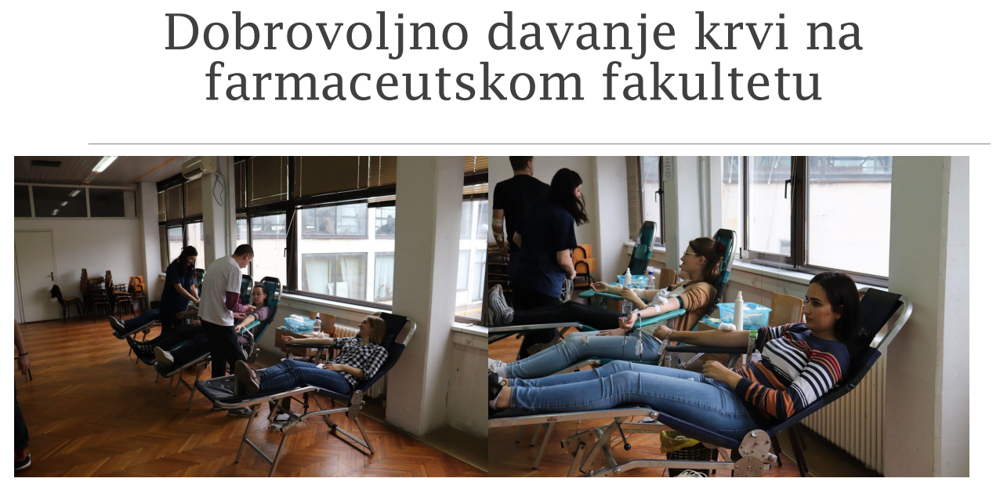 Dobrovoljno davanje krvi na
farmaceutskom fakultetu